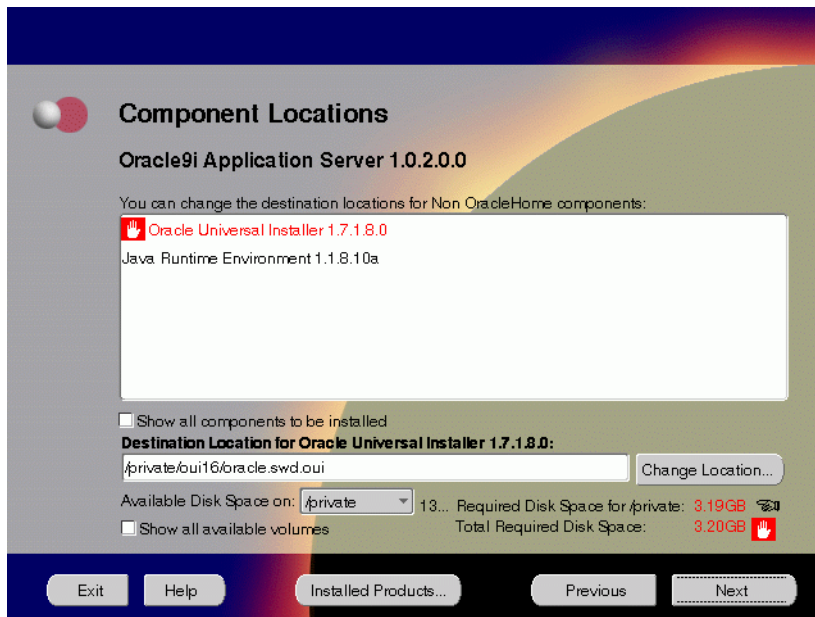 Component Locations
Oracle9i Application Server 1.0.2.0.0
You can change the destination locations for Non OracleHome components:
Oracle Universal Installer 1.7.1.8.0
Java Runtime Environment 1.1.8.10a
Show all components to be installed
Destination Location for Oracle Universal Installer 1.7.1.8.0:
/private/oui16/oracle.swd.oui
Change Location...
Available Disk Space on: /private 13... Required Disk Space for /private: 3.19GB
Show all available volumes Total Required Disk Space: 3.20GB
Exit Help Installed Products... Previous Next